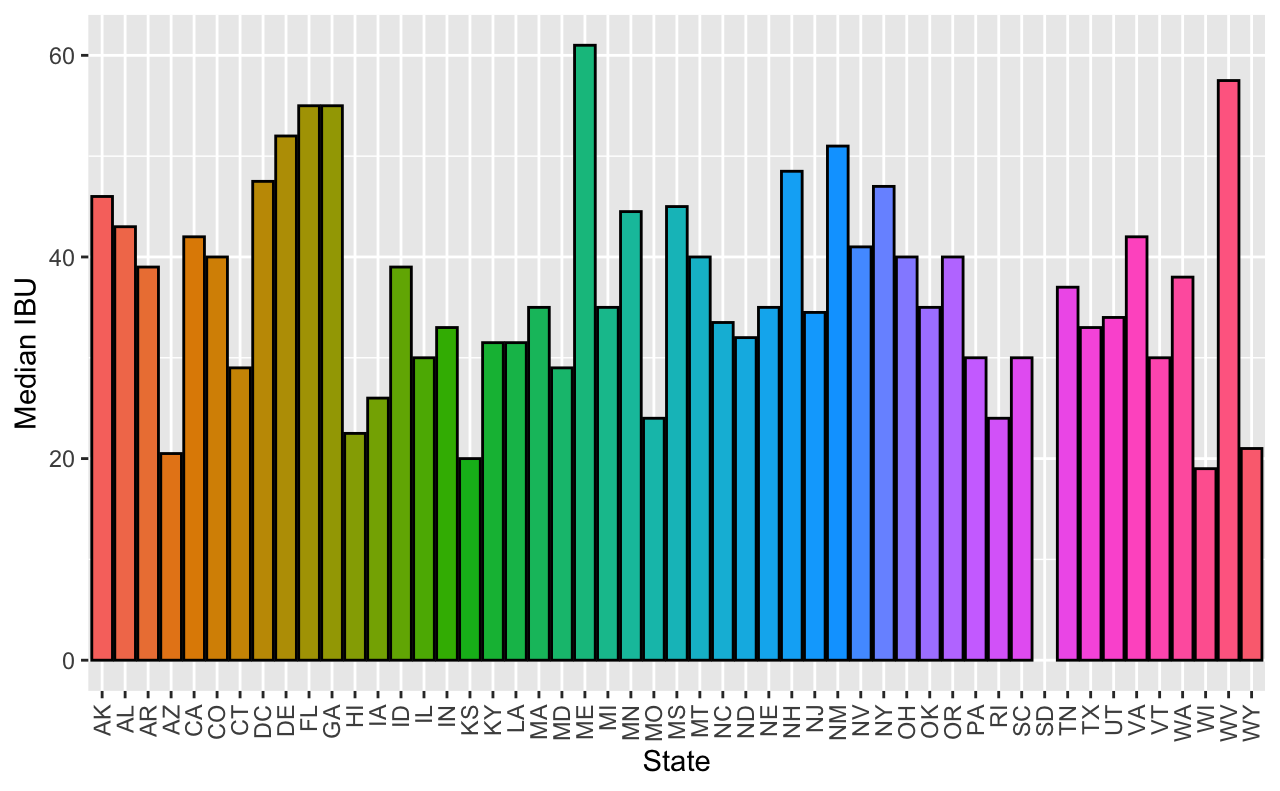 60
40
20
0
Median IBU
AK AL AR AZ CA CO CT DC DE FL GA HI IA ID IL IN KS KY LA MA MD ME MI MN MO MS MT NC ND NE NH NJ NM NV NY OH OK OR PA RI SC SD TN TX UT VA VT WA WI WV WY
State